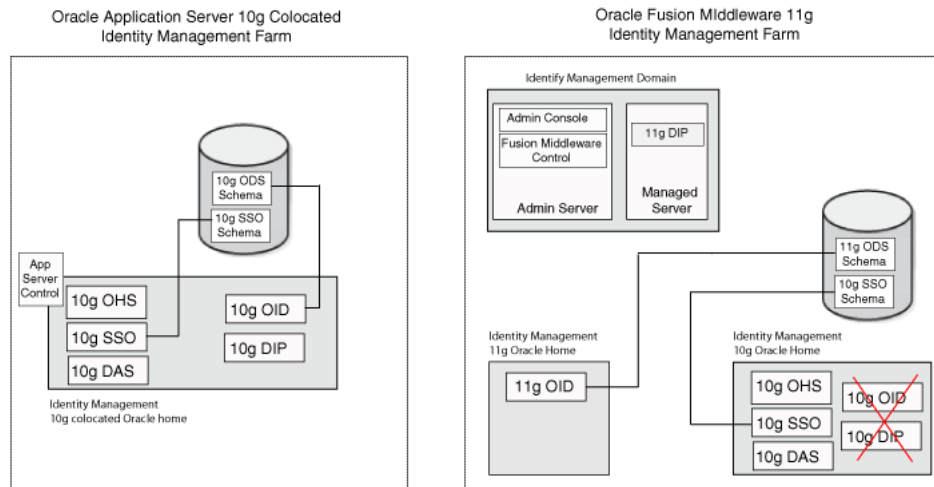 Oracle Application Server 10g Colocated
Identity Management Farm
10g ODS
Schema
10g SSO
Schema
App
Server
Control
10g OHS
10g SSO
10g DAS
10g OID
10g DIP
Identity Management
10g colocated Oracle home
Oracle Fusion MIddleware 11g
Identity Management Farm
Identify Management Domain
Admin Console
Fusion Middleware
Control
Admin Server
11g DIP
Managed
Server
11g ODS
Schema
10g SSO
Schema
Identity Management
11g Oracle Home
11g OID
Identity Management
10g Oracle Home
10g OHS
10g SSO
10g DAS
10g OID
10g DIP